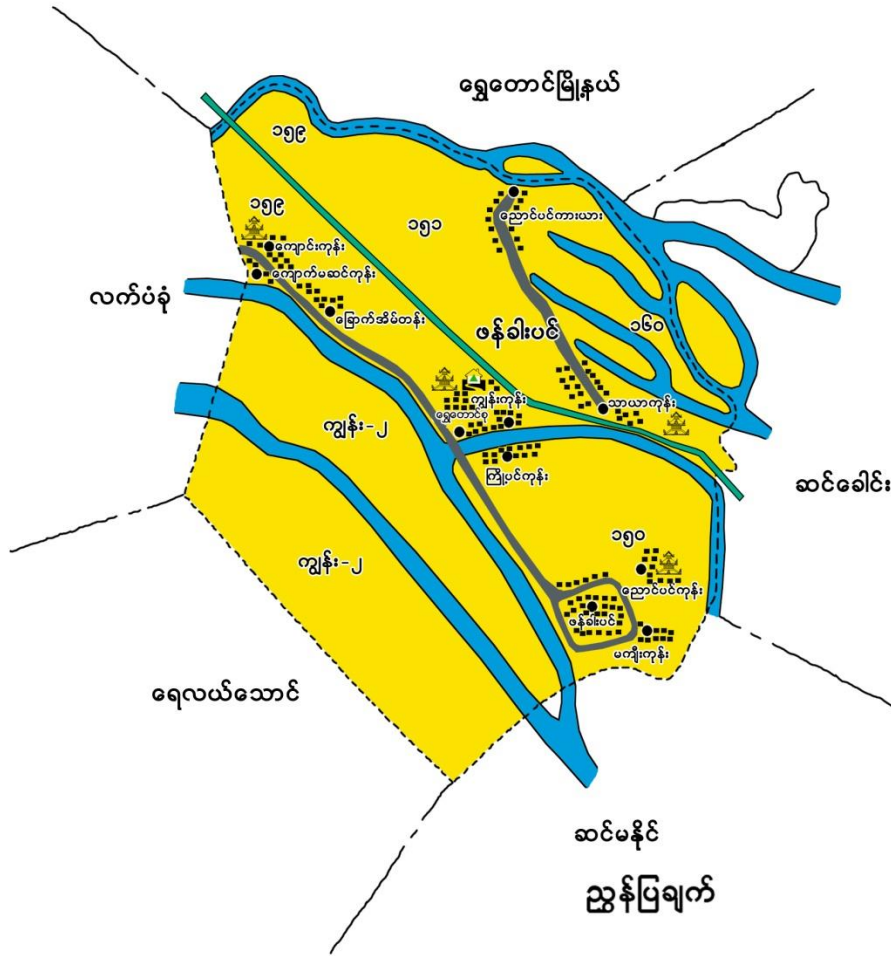 ရွှေတောင်မြို့နယ်
၁၅၉
၁၅၉
၁၅၁
ညောင်ပင်ကားယား
ကျောင်းကုန်း
ကျောက်မဆင်ကုန်း
လက်ပံခုံ
ခြောက်အိမ်တန်း
၁၆၀
ဖန်ခါးပင်
ကျွန်းကုန်း
သာယာကုန်း
ရွှေတောင်စု
ကျွန်း-၂
ကြို့ပင်ကုန်း
ဆင်ခေါင်း
၁၅၀
ကျွန်း-၂
ညောင်ပင်ကုန်း
ဖန်ခါးပင်
မကျီးကုန်း
ရေလယ်သောင်
ဆင်မနိုင်
ညွှန်ပြချက်